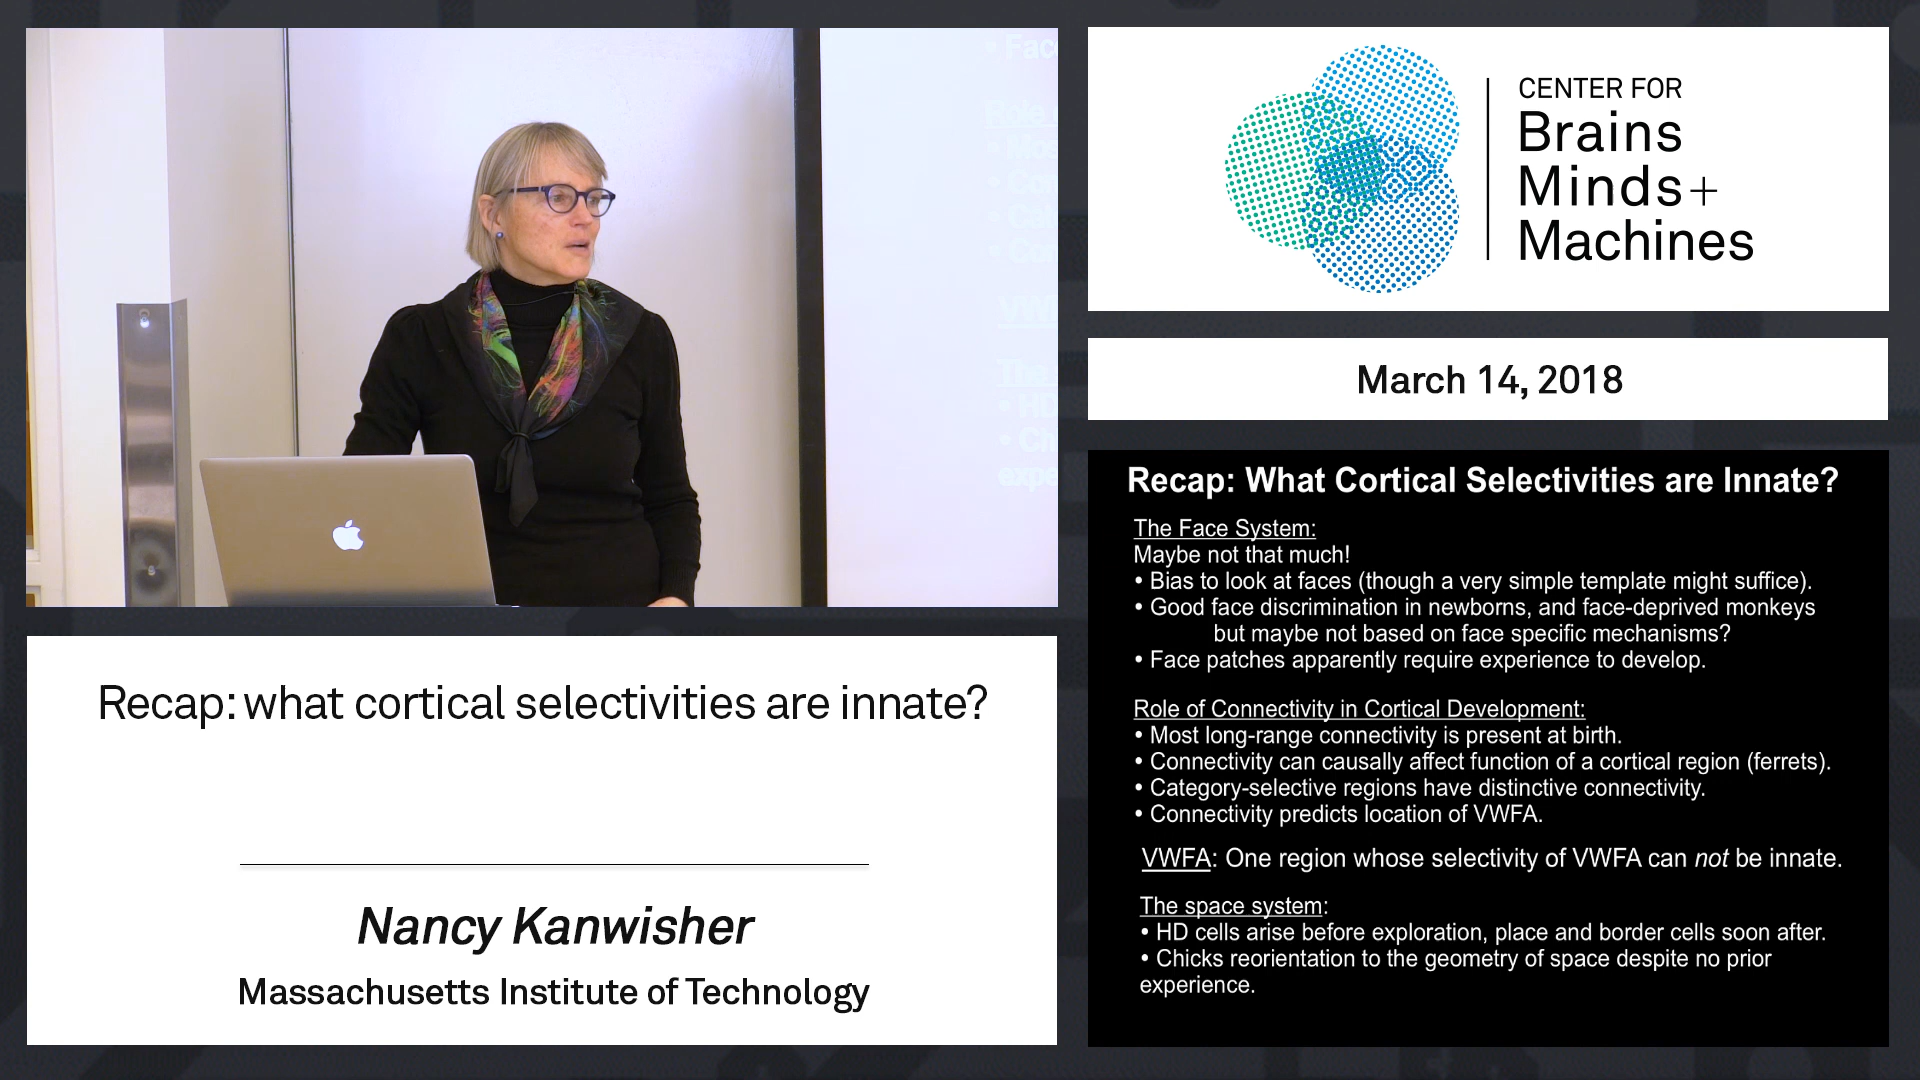 CENTER FOR
Brains
Minds+
Machines
March 14, 2018
Recap: What Cortical Selectivities are Innate?
The Face System:
Maybe not that much!
• Bias to look at faces (though a very simple template might suffice).
• Good face discrimination in newborns, and face-deprived monkeys
but maybe not based on face specific mechanisms?
• Face patches apparently require experience to develop.
Role of Connectivity in Cortical Development:
• Most long-range connectivity is present at birth.
• Connectivity can causally affect function of a cortical region (ferrets).
• Category-selective regions have distinctive connectivity.
• Connectivity predicts location of VWFA.
VWFA: One region whose selectivity of VWFA can not be innate.
The space system:
• HD cells arise before exploration, place and border cells soon after.
• Chicks reorientation to the geometry of space despite no prior
experience.
Recap: what cortical selectivities are innate?
Nancy Kanwisher
Massachusetts Institute of Technology